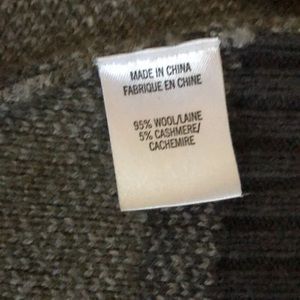 MADE IN CHINA
FABRIQUE EN CHINE
95% WOOL/LAINE
5% CASHMERE/
CACHEMIRE